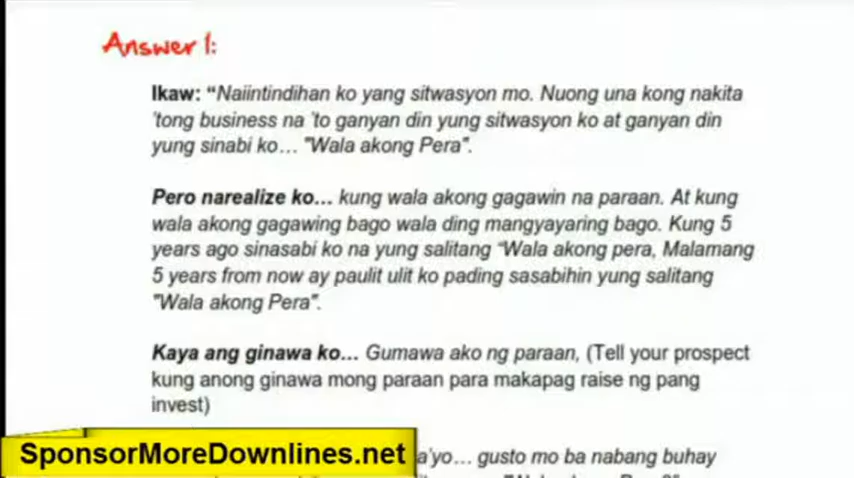 Answer 1:
Ikaw: “Naiintindihan ko yang sitwasyon mo. Nuong una kong nakita
'tong business na 'to ganyan din yung sitwasyon ko at ganyan din
yung sinabi ko… "Wala akong Pera".
Pero narealize ko… kung wala akong gagawin na paraan. At kung
wala akong gagawing bago wala ding mangyayaring bago. Kung 5
years ago sinasabi ko na yung salitang “Wala akong pera, Malamang
5 years from now ay paulit ulit ko pading sasabihin yung salitang
"Wala akong Pera".
Kaya ang ginawa ko… Gumawa ako ng paraan, (Tell your prospect
kung anong ginawa mong paraan para makapag raise ng pang
invest)
a'yo… gusto mo ba nabang buhay
SponsorMoreDownlines.net